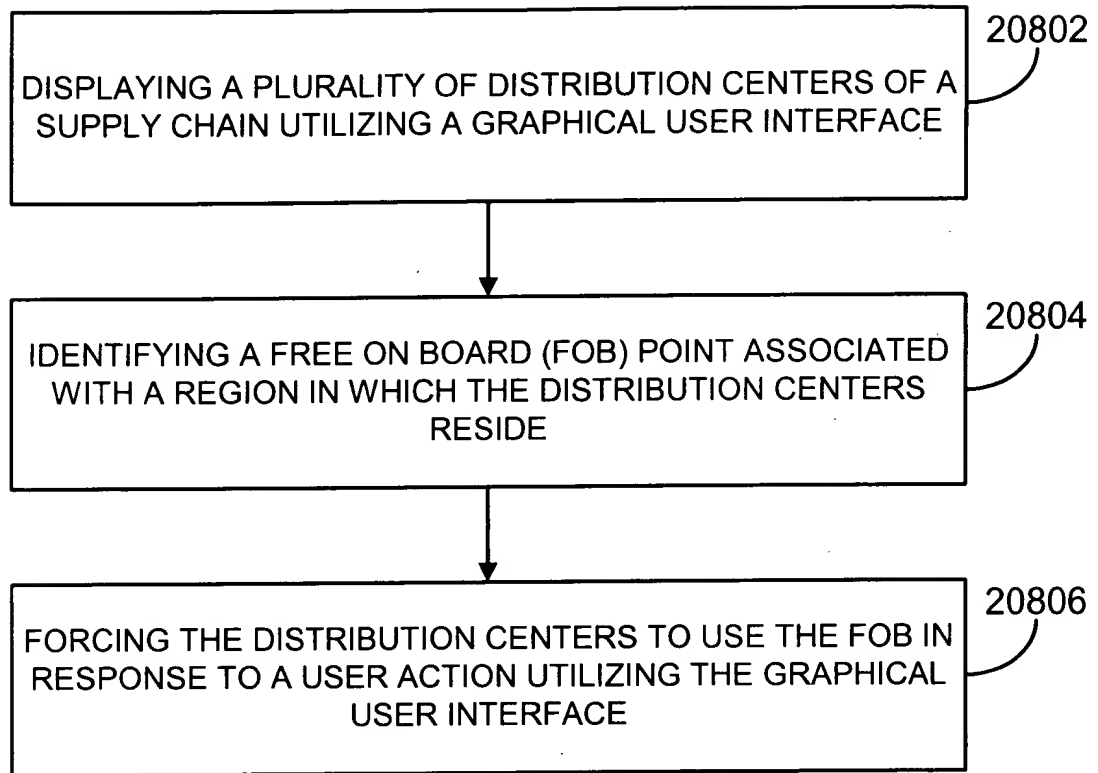 20802
DISPLAYING A PLURALITY OF DISTRIBUTION CENTERS OF A
SUPPLY CHAIN UTILIZING A GRAPHICAL USER INTERFACE
20804
IDENTIFYING A FREE ON BOARD (FOB) POINT ASSOCIATED
WITH A REGION IN WHICH THE DISTRIBUTION CENTERS
RESIDE
20806
FORCING THE DISTRIBUTION CENTERS TO USE THE FOB IN
RESPONSE TO A USER ACTION UTILIZING THE GRAPHICAL
USER INTERFACE